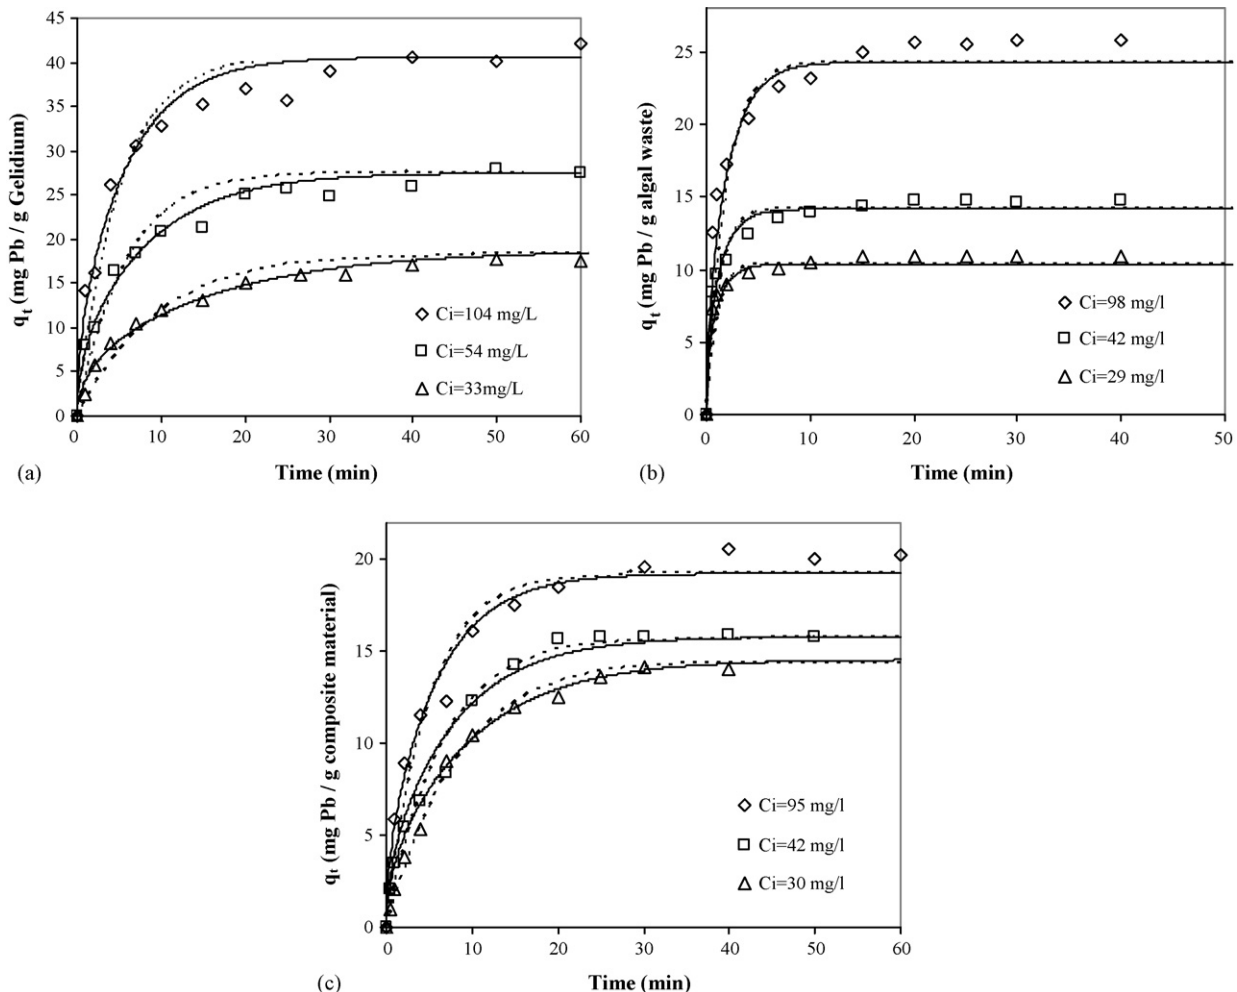 45
40
35
30
25
20
15
10
5
0
q_t (mg Pb / g Gelidium)
Ci=104 mg/L
Ci=54 mg/L
Ci=33mg/L
0 10 20 30 40 50 60
(a) Time (min)
25
20
15
10
5
0
q_t (mg Pb / g algal waste)
Ci=98 mg/l
Ci=42 mg/l
Ci=29 mg/l
0 10 20 30 40 50
(b) Time (min)
20
15
10
5
0
q_t (mg Pb / g composite material)
Ci=95 mg/l
Ci=42 mg/l
Ci=30 mg/l
0 10 20 30 40 50 60
(c) Time (min)